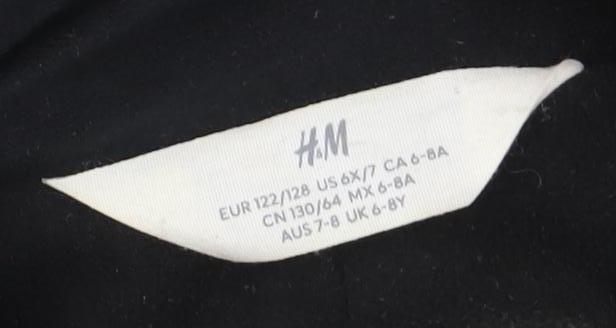 H&M
EUR 122/128 US 6X/7 CA 6-8A
CN 130/64 MX 6-8A
AUS 7-8 UK 6-8Y